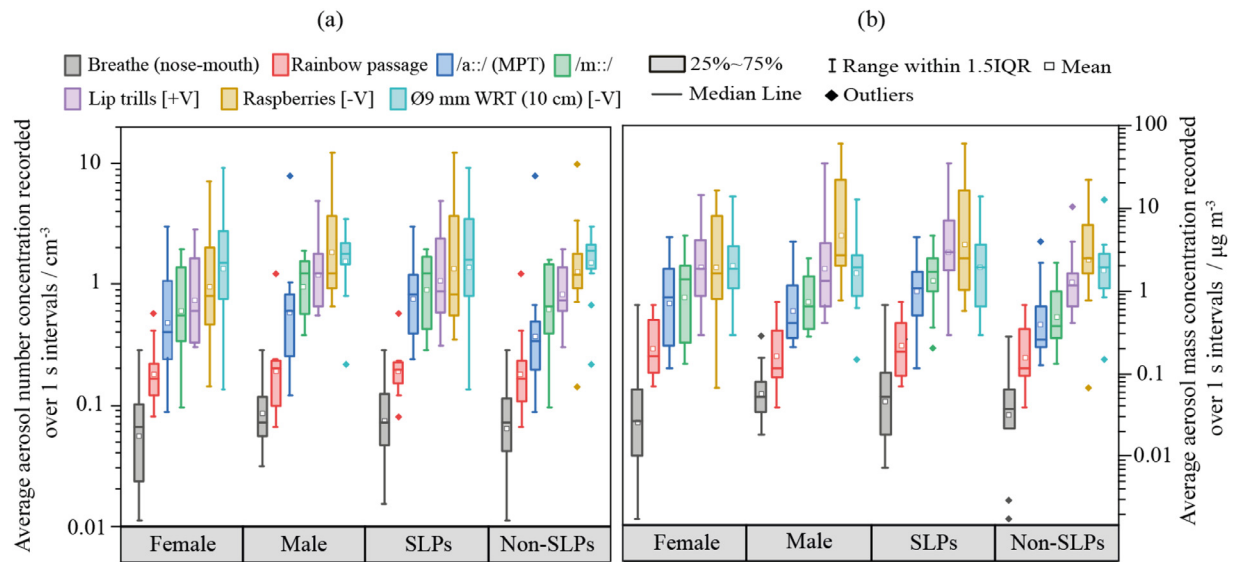 (a)
(b)
Breathe (nose-mouth)
Rainbow passage
/a::/ (MPT)
/m::/
Lip trills [+V]
Raspberries [-V]
Ø9 mm WRT (10 cm) [-V]
25%~75%
Range within 1.5IQR
Mean
Median Line
Outliers
Average aerosol number concentration recorded
over 1 s intervals / cm⁻³
10
1
0.1
0.01
Female
Male
SLPs
Non-SLPs
Female
Male
SLPs
Non-SLPs
100
10
1
0.1
0.01
Average aerosol mass concentration recorded
over 1 s intervals / µg m⁻³